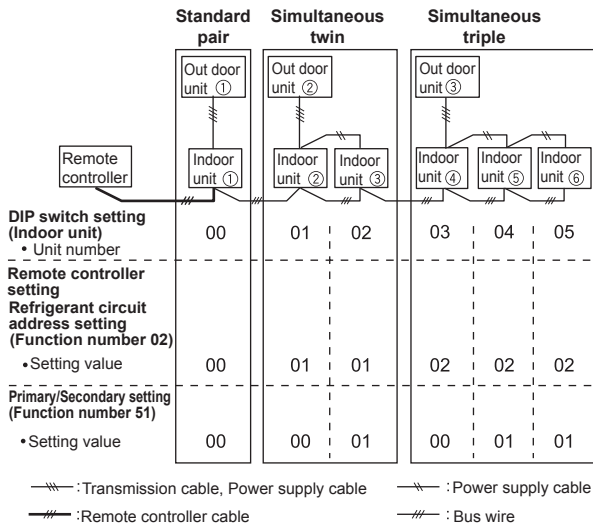 Standard Simultaneous Simultaneous
pair twin triple
Out door Out door Out door
unit ① unit ② unit ③
Remote Indoor Indoor Indoor Indoor Indoor Indoor
controller unit ① unit ② unit ③ unit ④ unit ⑤ unit ⑥
DIP switch setting
(Indoor unit) 00 01 02 03 04 05
• Unit number
Remote controller
setting
Refrigerant circuit
address setting
(Function number 02)
•Setting value 00 01 01 02 02 02
Primary/Secondary setting
(Function number 51)
•Setting value 00 00 01 00 01 01
:Transmission cable, Power supply cable :Power supply cable
:Remote controller cable :Bus wire